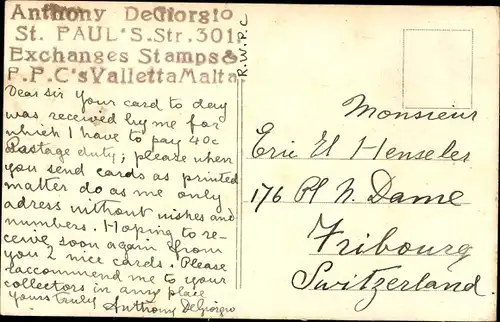 Anthony DeGiorgio
St. PAUL'S.Str.301
Exchanges Stamps&
P.P.C's Valletta Malta
R.W.P.C
Dear sir your card to day
was received by me for
which I have to pay 40c
Postage duty; please when
you send cards as printed
matter do as me only
adress without wishes and
numbers. Hoping to re-
ceive soon again from
you 2 nice cards. Please
raccommend me to your
collectors in any place
yours truly Anthony DeGiorgio
Monsieur
Eric El Henseler
176 Pl N. Dame
Fribourg
Switzerland.